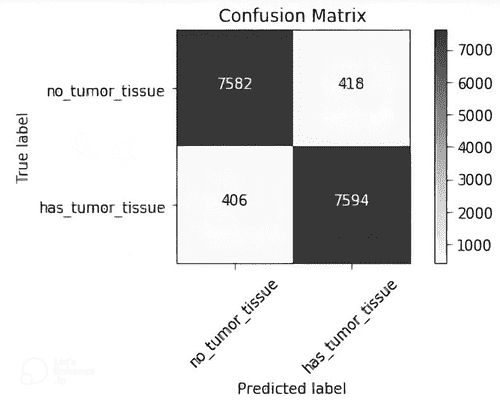 Confusion Matrix
True label
no_tumor_tissue
7582
418
has_tumor_tissue
406
7594
no_tumor_tissue
has_tumor_tissue
Predicted label
7000
6000
5000
4000
3000
2000
1000